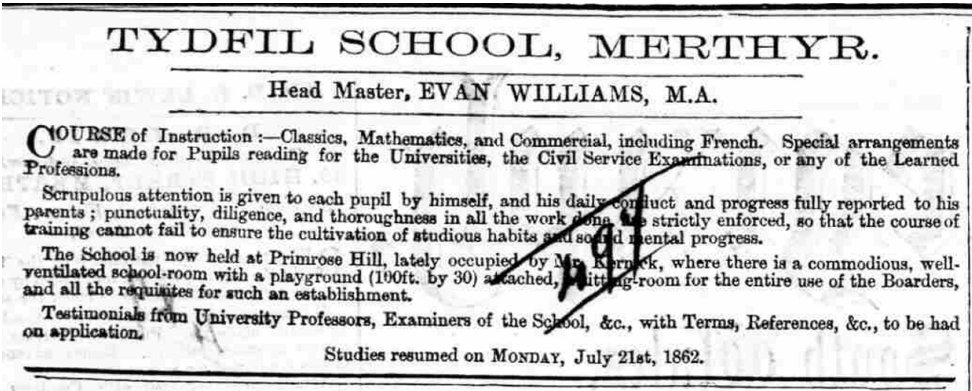 TYDFIL SCHOOL, MERTHYR.
Head Master, EVAN WILLIAMS, M.A.
COURSE of Instruction :—Classics, Mathematics, and Commercial, including French. Special arrangements
are made for Pupils reading for the Universities, the Civil Service Examinations, or any of the Learned
Professions.
Scrupulous attention is given to each pupil by himself, and his daily conduct and progress fully reported to his
parents ; punctuality, diligence, and thoroughness in all the work done, are strictly enforced, so that the course of
training cannot fail to ensure the cultivation of studious habits and sound mental progress.
The School is now held at Primrose Hill, lately occupied by Mr. Kernick, where there is a commodious, well-
ventilated school-room with a playground (100ft. by 30) attached, sitting-room for the entire use of the Boarders,
and all the requisites for such an establishment.
Testimonials from University Professors, Examiners of the School, &c., with Terms, References, &c., to be had
on application.
Studies resumed on MONDAY, July 21st, 1862.